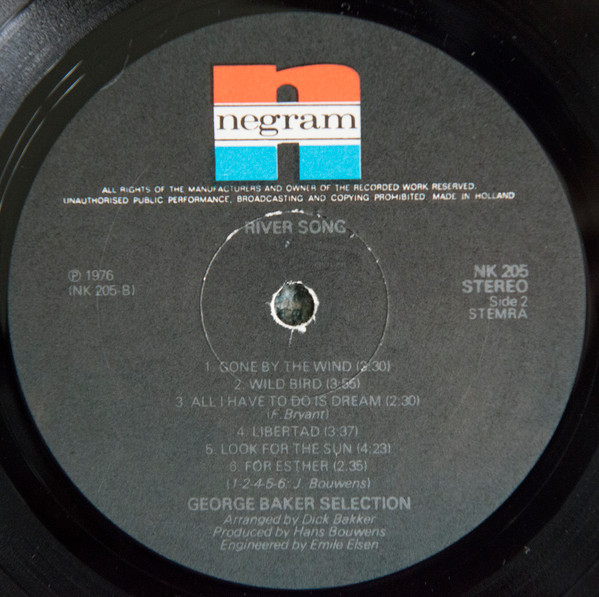 negram
ALL RIGHTS OF THE MANUFACTURERS AND OWNER OF THE RECORDED WORK RESERVED.
UNAUTHORISED PUBLIC PERFORMANCE, BROADCASTING AND COPYING PROHIBITED. MADE IN HOLLAND
RIVER SONG
℗ 1976
(NK 205-B)
NK 205
STEREO
Side 2
STEMRA
1. GONE BY THE WIND (3:30)
2. WILD BIRD (3:55)
3. ALL I HAVE TO DO IS DREAM (2:30)
(F. Bryant)
4. LIBERTAD (3:37)
5. LOOK FOR THE SUN (4:23)
6. FOR ESTHER (2:35)
(1-2-4-5-6: J. Bouwens)
GEORGE BAKER SELECTION
Arranged by Dick Bakker
Produced by Hans Bouwens
Engineered by Emile Elsen